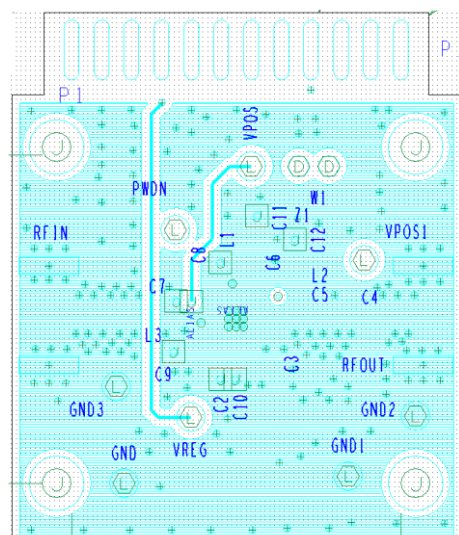 P1
P
VPOS
PWDN
W1
C11
Z1
RFIN
L1
C12
VPOS1
C8
C6
L2
C7
C5
C4
ALIAS
L3
C3
RFOUT
C9
C2
C10
GND3
GND2
VREG
GND
GND1
J
J
L
D
D
L
J
J
L
J
J
J
L
J
J
L
L
L
J
L
L
J